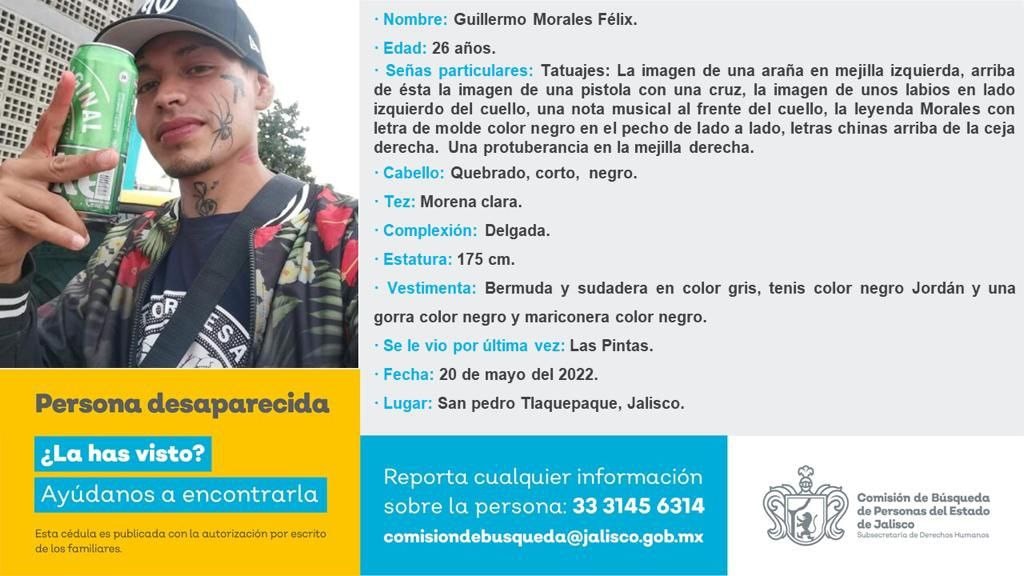 GINAL
TOR ESA
· Nombre: Guillermo Morales Félix.
· Edad: 26 años.
· Señas particulares: Tatuajes: La imagen de una araña en mejilla izquierda, arriba
de ésta la imagen de una pistola con una cruz, la imagen de unos labios en lado
izquierdo del cuello, una nota musical al frente del cuello, la leyenda Morales con
letra de molde color negro en el pecho de lado a lado, letras chinas arriba de la ceja
derecha. Una protuberancia en la mejilla derecha.
· Cabello: Quebrado, corto, negro.
· Tez: Morena clara.
· Complexión: Delgada.
· Estatura: 175 cm.
· Vestimenta: Bermuda y sudadera en color gris, tenis color negro Jordán y una
gorra color negro y mariconera color negro.
· Se le vio por última vez: Las Pintas.
· Fecha: 20 de mayo del 2022.
· Lugar: San pedro Tlaquepaque, Jalisco.
Persona desaparecida
¿La has visto?
Ayúdanos a encontrarla
Esta cédula es publicada con la autorización por escrito
de los familiares.
Reporta cualquier información
sobre la persona: 33 3145 6314
comisiondebusqueda@jalisco.gob.mx
Comisión de Búsqueda
de Personas del Estado
de Jalisco
Subsecretaría de Derechos Humanos